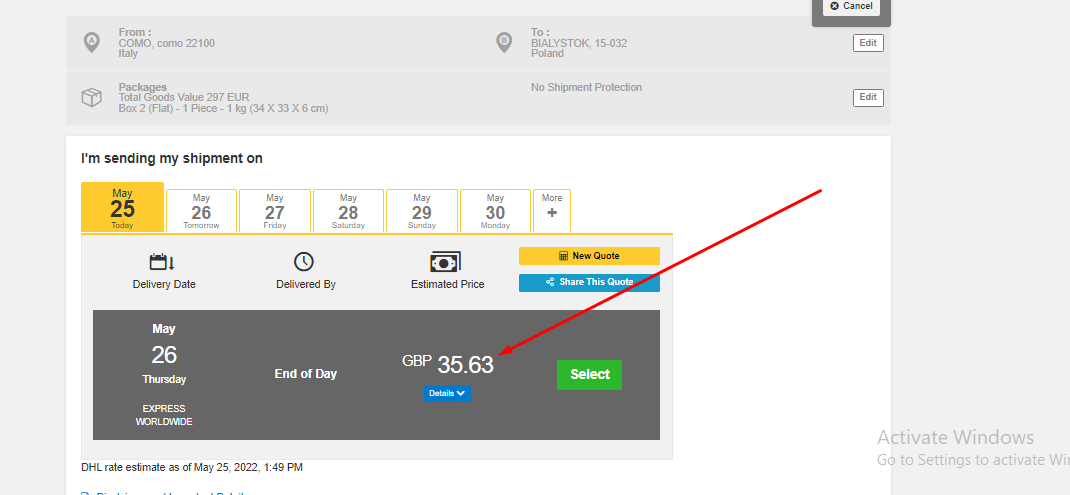 Cancel
From :
COMO, como 22100
Italy
To :
BIALYSTOK, 15-032
Poland
Edit
Packages
Total Goods Value 297 EUR
Box 2 (Flat) - 1 Piece - 1 kg (34 X 33 X 6 cm)
No Shipment Protection
Edit
I'm sending my shipment on
May
25
Today
May
26
Tomorrow
May
27
Friday
May
28
Saturday
May
29
Sunday
May
30
Monday
More
+
Delivery Date
Delivered By
Estimated Price
New Quote
Share This Quote
May
26
Thursday
EXPRESS
WORLDWIDE
End of Day
GBP 35.63
Details
Select
DHL rate estimate as of May 25, 2022, 1:49 PM
Activate Windows
Go to Settings to activate Wi